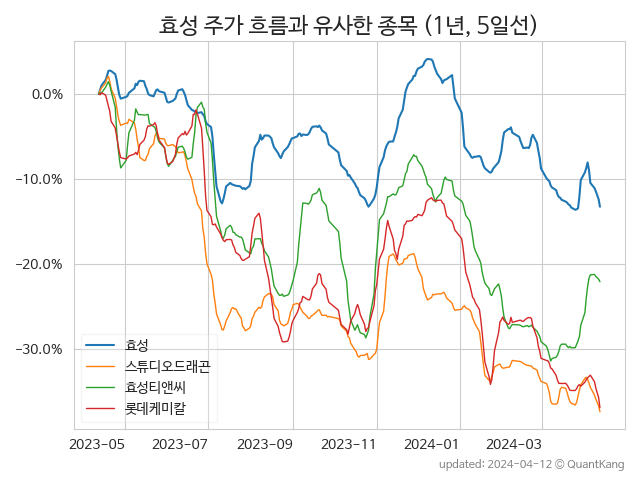 효성 주가 흐름과 유사한 종목 (1년, 5일선)
0.0%
−10.0%
−20.0%
−30.0%
효성
스튜디오드래곤
효성티앤씨
롯데케미칼
2023-05 2023-07 2023-09 2023-11 2024-01 2024-03
updated: 2024-04-12 © QuantKang